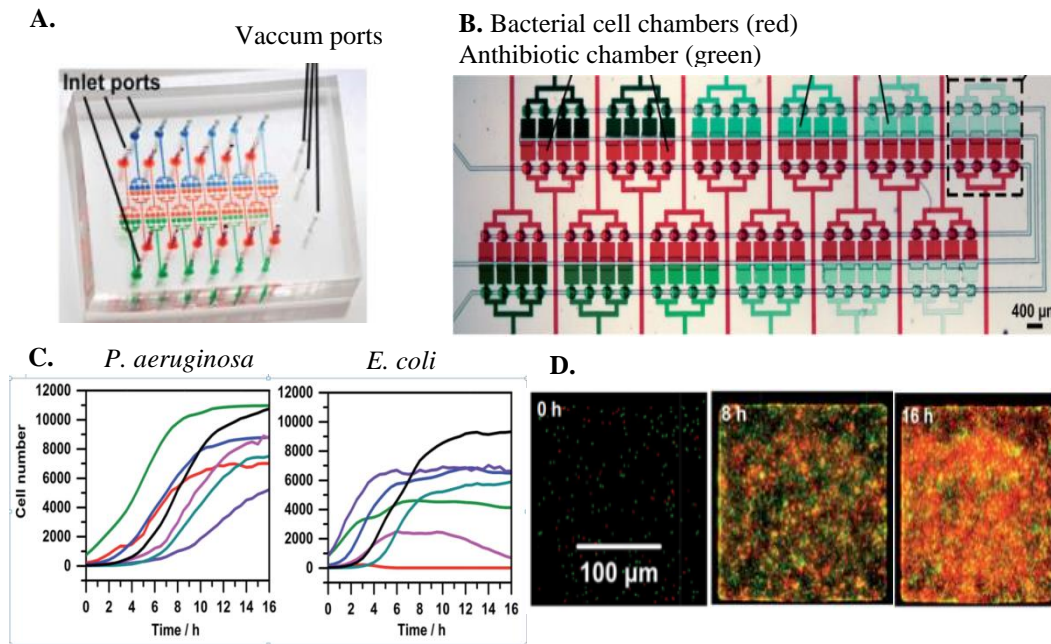 A.
Vaccum ports
Inlet ports
B. Bacterial cell chambers (red)
Anthibiotic chamber (green)
400 µm
C.
P. aeruginosa
E. coli
Cell number
12000
10000
8000
6000
4000
2000
0
0 2 4 6 8 10 12 14 16
Time / h
12000
10000
8000
6000
4000
2000
0
0 2 4 6 8 10 12 14 16
Time / h
D.
0 h
100 µm
8 h
16 h